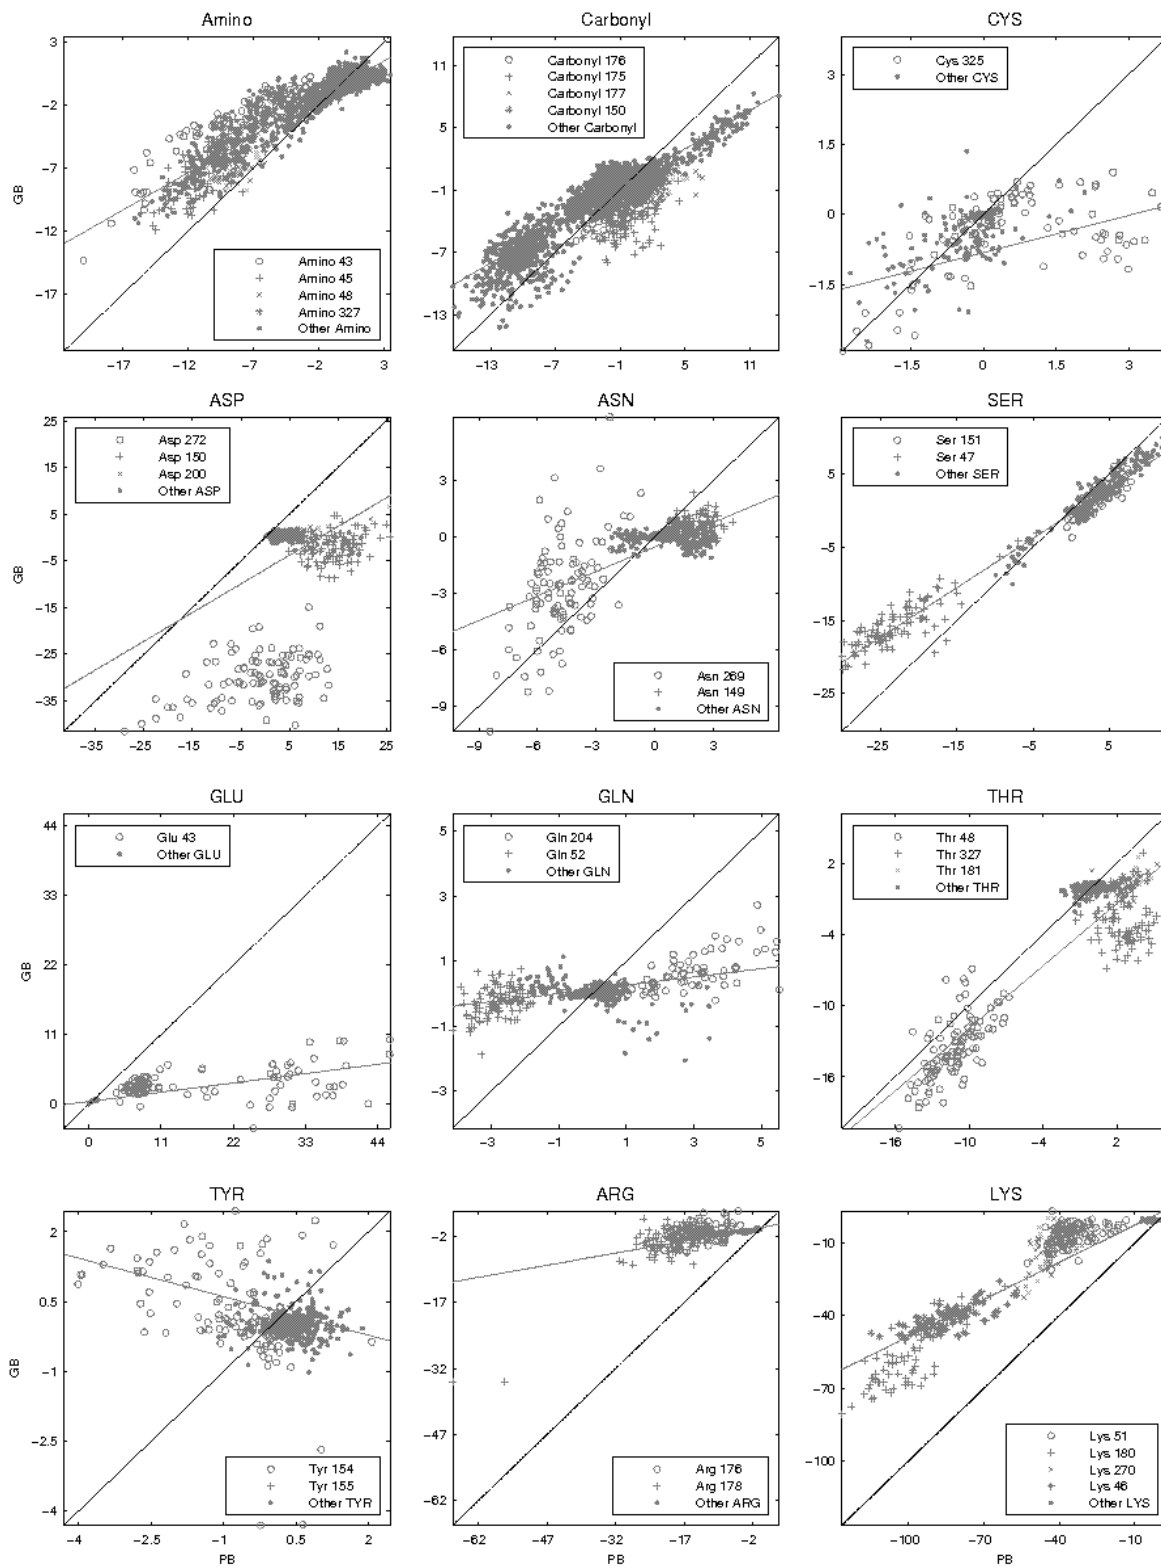 Amino
3
−2
−7
−12
−17
GB
Amino 43
Amino 45
Amino 48
Amino 327
Other Amino
−17 −12 −7 −2 3
Carbonyl
11
5
−1
−7
−13
Carbonyl 176
Carbonyl 175
Carbonyl 177
Carbonyl 150
Other Carbonyl
−13 −7 −1 5 11
CYS
3
1.5
0
−1.5
Cys 325
Other CYS
−1.5 0 1.5 3
ASP
25
15
5
−5
−15
−25
−35
GB
Asp 272
Asp 150
Asp 200
Other ASP
−35 −25 −15 −5 5 15 25
ASN
3
0
−3
−6
−9
Asn 269
Asn 149
Other ASN
−9 −6 −3 0 3
SER
5
−5
−15
−25
Ser 151
Ser 47
Other SER
−25 −15 −5 5
GLU
44
33
22
11
0
GB
Glu 43
Other GLU
0 11 22 33 44
GLN
5
3
1
−1
−3
Gln 204
Gln 52
Other GLN
−3 −1 1 3 5
THR
2
−4
−10
−16
Thr 48
Thr 327
Thr 181
Other THR
−16 −10 −4 2
TYR
2
0.5
−1
−2.5
−4
GB
Tyr 154
Tyr 155
Other TYR
−4 −2.5 −1 0.5 2
PB
ARG
−2
−17
−32
−47
−62
Arg 176
Arg 178
Other ARG
−62 −47 −32 −17 −2
PB
LYS
−10
−40
−70
−100
Lys 51
Lys 180
Lys 270
Lys 46
Other LYS
−100 −70 −40 −10
PB